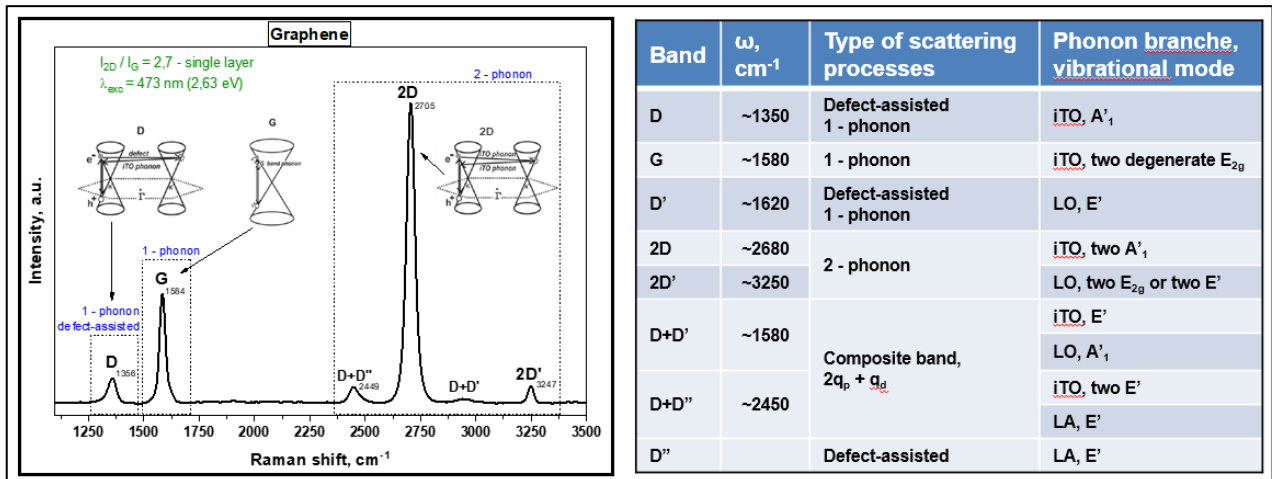 Graphene
I2D / IG = 2,7 - single layer
λexc = 473 nm (2,63 eV)
2 - phonon
D
defect
iTO phonon
e-
h+
Γ
G
2D
2705
2D
iTO phonon
iTO phonon
e-
h+
Γ
1 - phonon
G
1584
1 - phonon
defect-assisted
D
1356
D+D"
2449
D+D'
2D'
3247
Intensity, a.u.
1250 1500 1750 2000 2250 2500 2750 3000 3250 3500
Raman shift, cm-1
Band ω, cm-1 Type of scattering processes Phonon branche, vibrational mode
D ~1350 Defect-assisted 1 - phonon iTO, A'1
G ~1580 1 - phonon iTO, two degenerate E2g
D' ~1620 Defect-assisted 1 - phonon LO, E'
2D ~2680 2 - phonon iTO, two A'1
2D' ~3250 LO, two E2g or two E'
D+D' ~1580 Composite band, 2qp + qd iTO, E'
LO, A'1
D+D" ~2450 iTO, two E'
LA, E'
D" Defect-assisted LA, E'